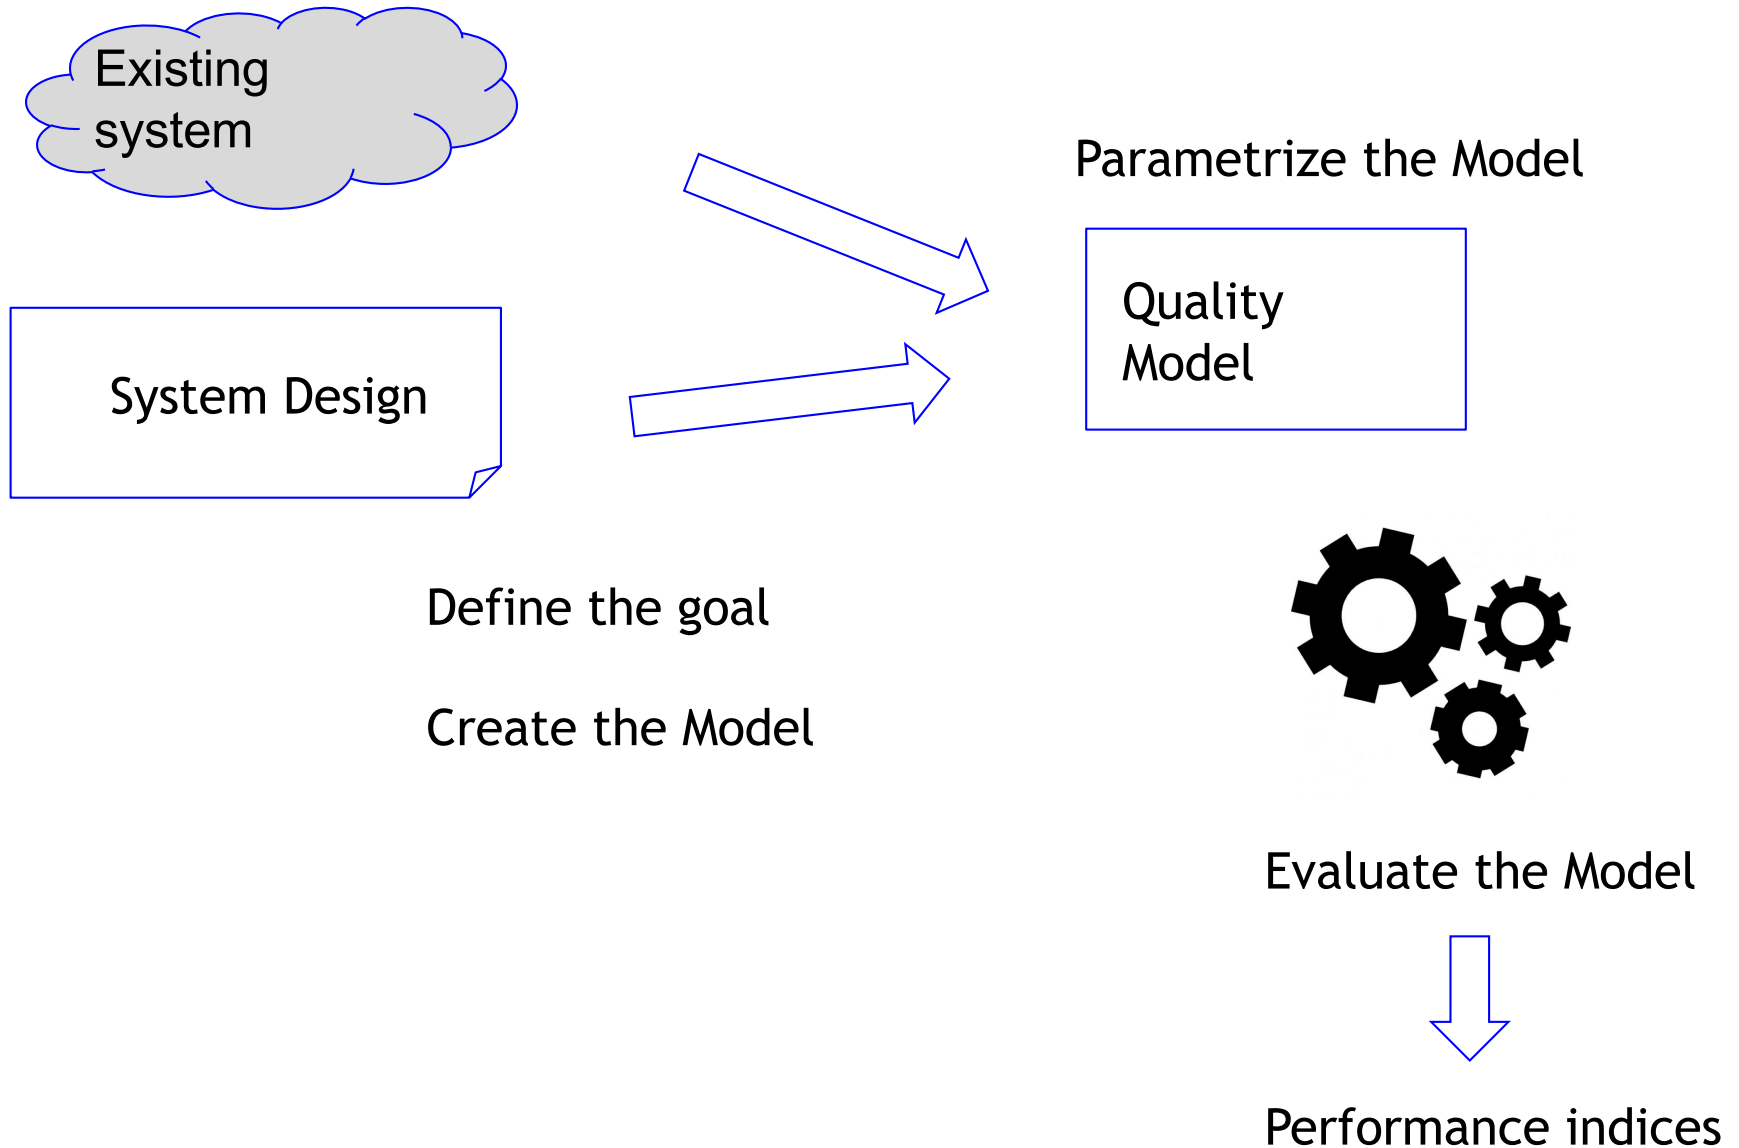 Existing
system
Parametrize the Model
Quality
Model
System Design
Define the goal
Create the Model
Evaluate the Model
Performance indices